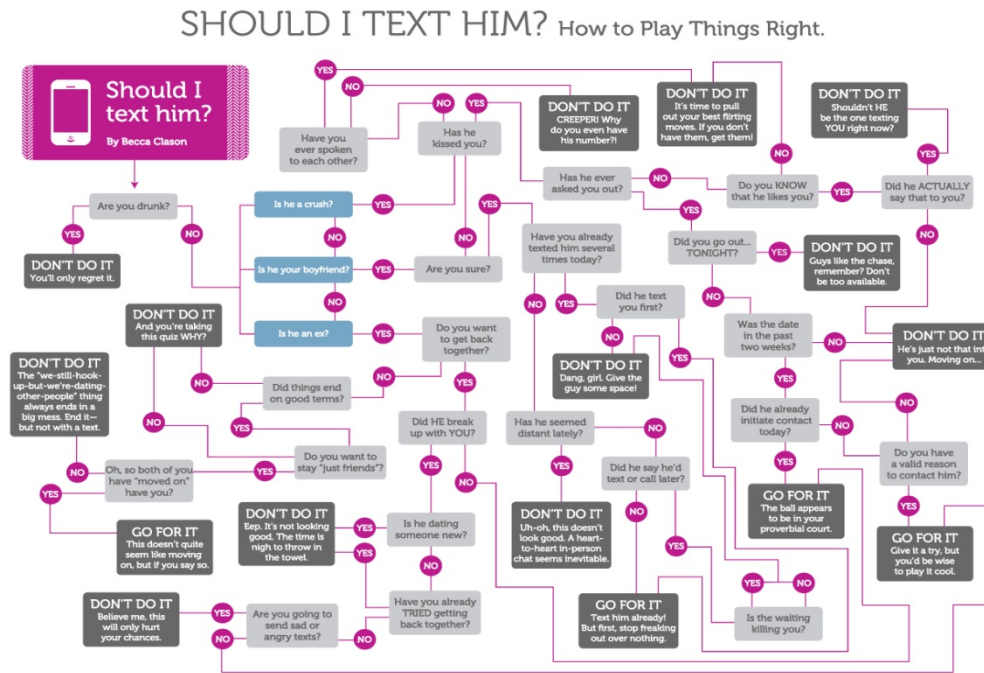 SHOULD I TEXT HIM? How to Play Things Right.
Should I
text him?
By Becca Clason
Are you drunk?
YES
NO
DON'T DO IT
You'll only regret it.
Is he a crush?
YES
NO
Is he your boyfriend?
YES
NO
Is he an ex?
YES
Have you
ever spoken
to each other?
YES
NO
DON'T DO IT
CREEPER! Why
do you even have
his number?!
Has he
kissed you?
NO
YES
DON'T DO IT
It's time to pull
out your best flirting
moves. If you don't
have them, get them!
NO
DON'T DO IT
Shouldn't HE
be the one texting
YOU right now?
YES
Has he ever
asked you out?
NO
YES
Do you KNOW
that he likes you?
YES
Did he ACTUALLY
say that to you?
NO
Are you sure?
NO
YES
Have you already
texted him several
times today?
YES
NO
Did you go out...
TONIGHT?
YES
NO
DON'T DO IT
Guys like the chase,
remember? Don't
be too available.
Did he text
you first?
NO
YES
DON'T DO IT
Dang, girl. Give the
guy some space!
Was the date
in the past
two weeks?
NO
YES
DON'T DO IT
He's just not that
you. Moving on...
Did he already
initiate contact
today?
NO
YES
NO
Do you have
a valid reason
to contact him?
YES
GO FOR IT
The ball appears
to be in your
proverbial court.
GO FOR IT
Give it a try, but
you'd be wise
to play it cool.
DON'T DO IT
And you're taking
this quiz WHY?
Do you want
to get back
together?
NO
YES
DON'T DO IT
The "we-still-hook-
up-but-we're-dating-
other-people" thing
always ends in a
big mess. End it—
but not with a text.
NO
Did things end
on good terms?
YES
NO
Do you want to
stay "just friends"?
YES
Oh, so both of you
have "moved on"
have you?
NO
YES
GO FOR IT
This doesn't quite
seem like moving
on, but if you say so.
Did HE break
up with YOU?
YES
NO
Is he dating
someone new?
YES
NO
DON'T DO IT
Eep. It's not looking
good. The time is
nigh to throw in
the towel.
Have you already
TRIED getting
back together?
YES
NO
Are you going to
send sad or
angry texts?
YES
NO
DON'T DO IT
Believe me, this
will only hurt
your chances.
Has he seemed
distant lately?
NO
YES
DON'T DO IT
Uh-oh, this doesn't
look good. A heart-
to-heart in-person
chat seems inevitable.
Did he say he'd
text or call later?
NO
YES
GO FOR IT
Text him already!
But first, stop freaking
out over nothing.
Is the waiting
killing you?
YES
NO
YES